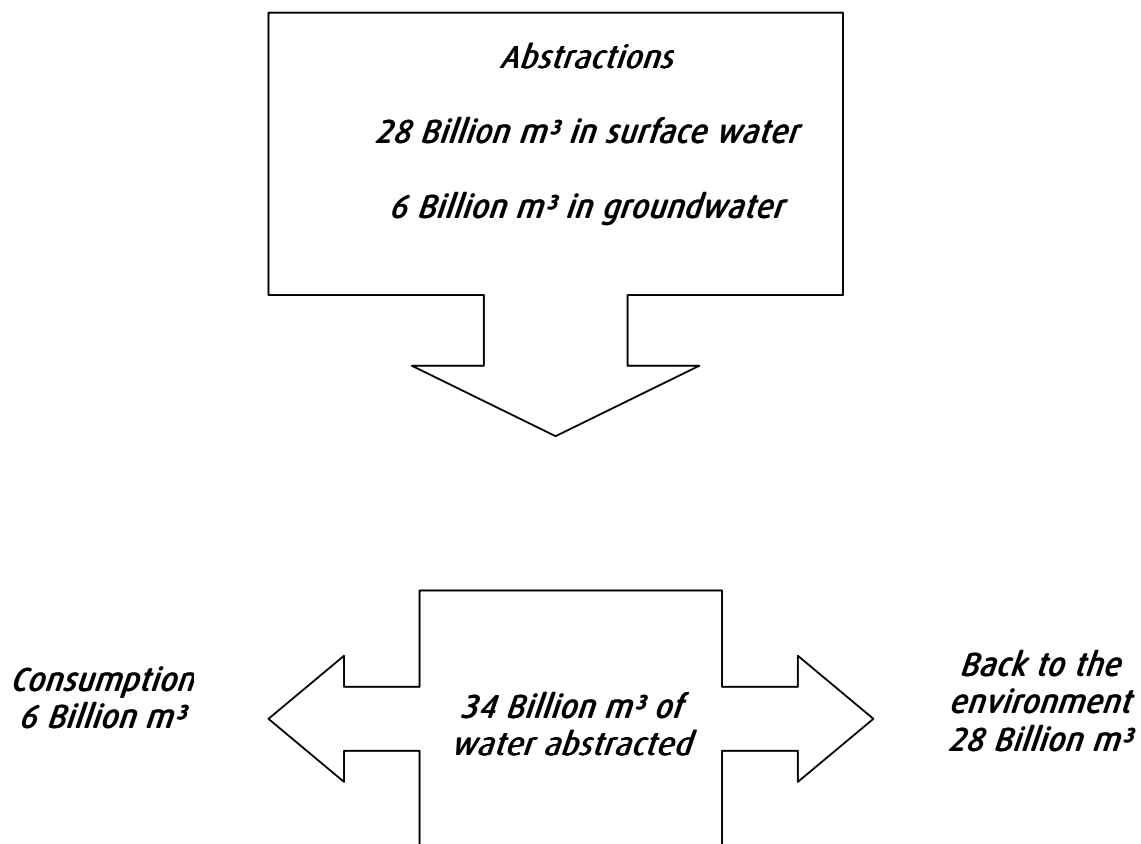 Abstractions
28 Billion m³ in surface water
6 Billion m³ in groundwater
Consumption
6 Billion m³
34 Billion m³ of
water abstracted
Back to the
environment
28 Billion m³